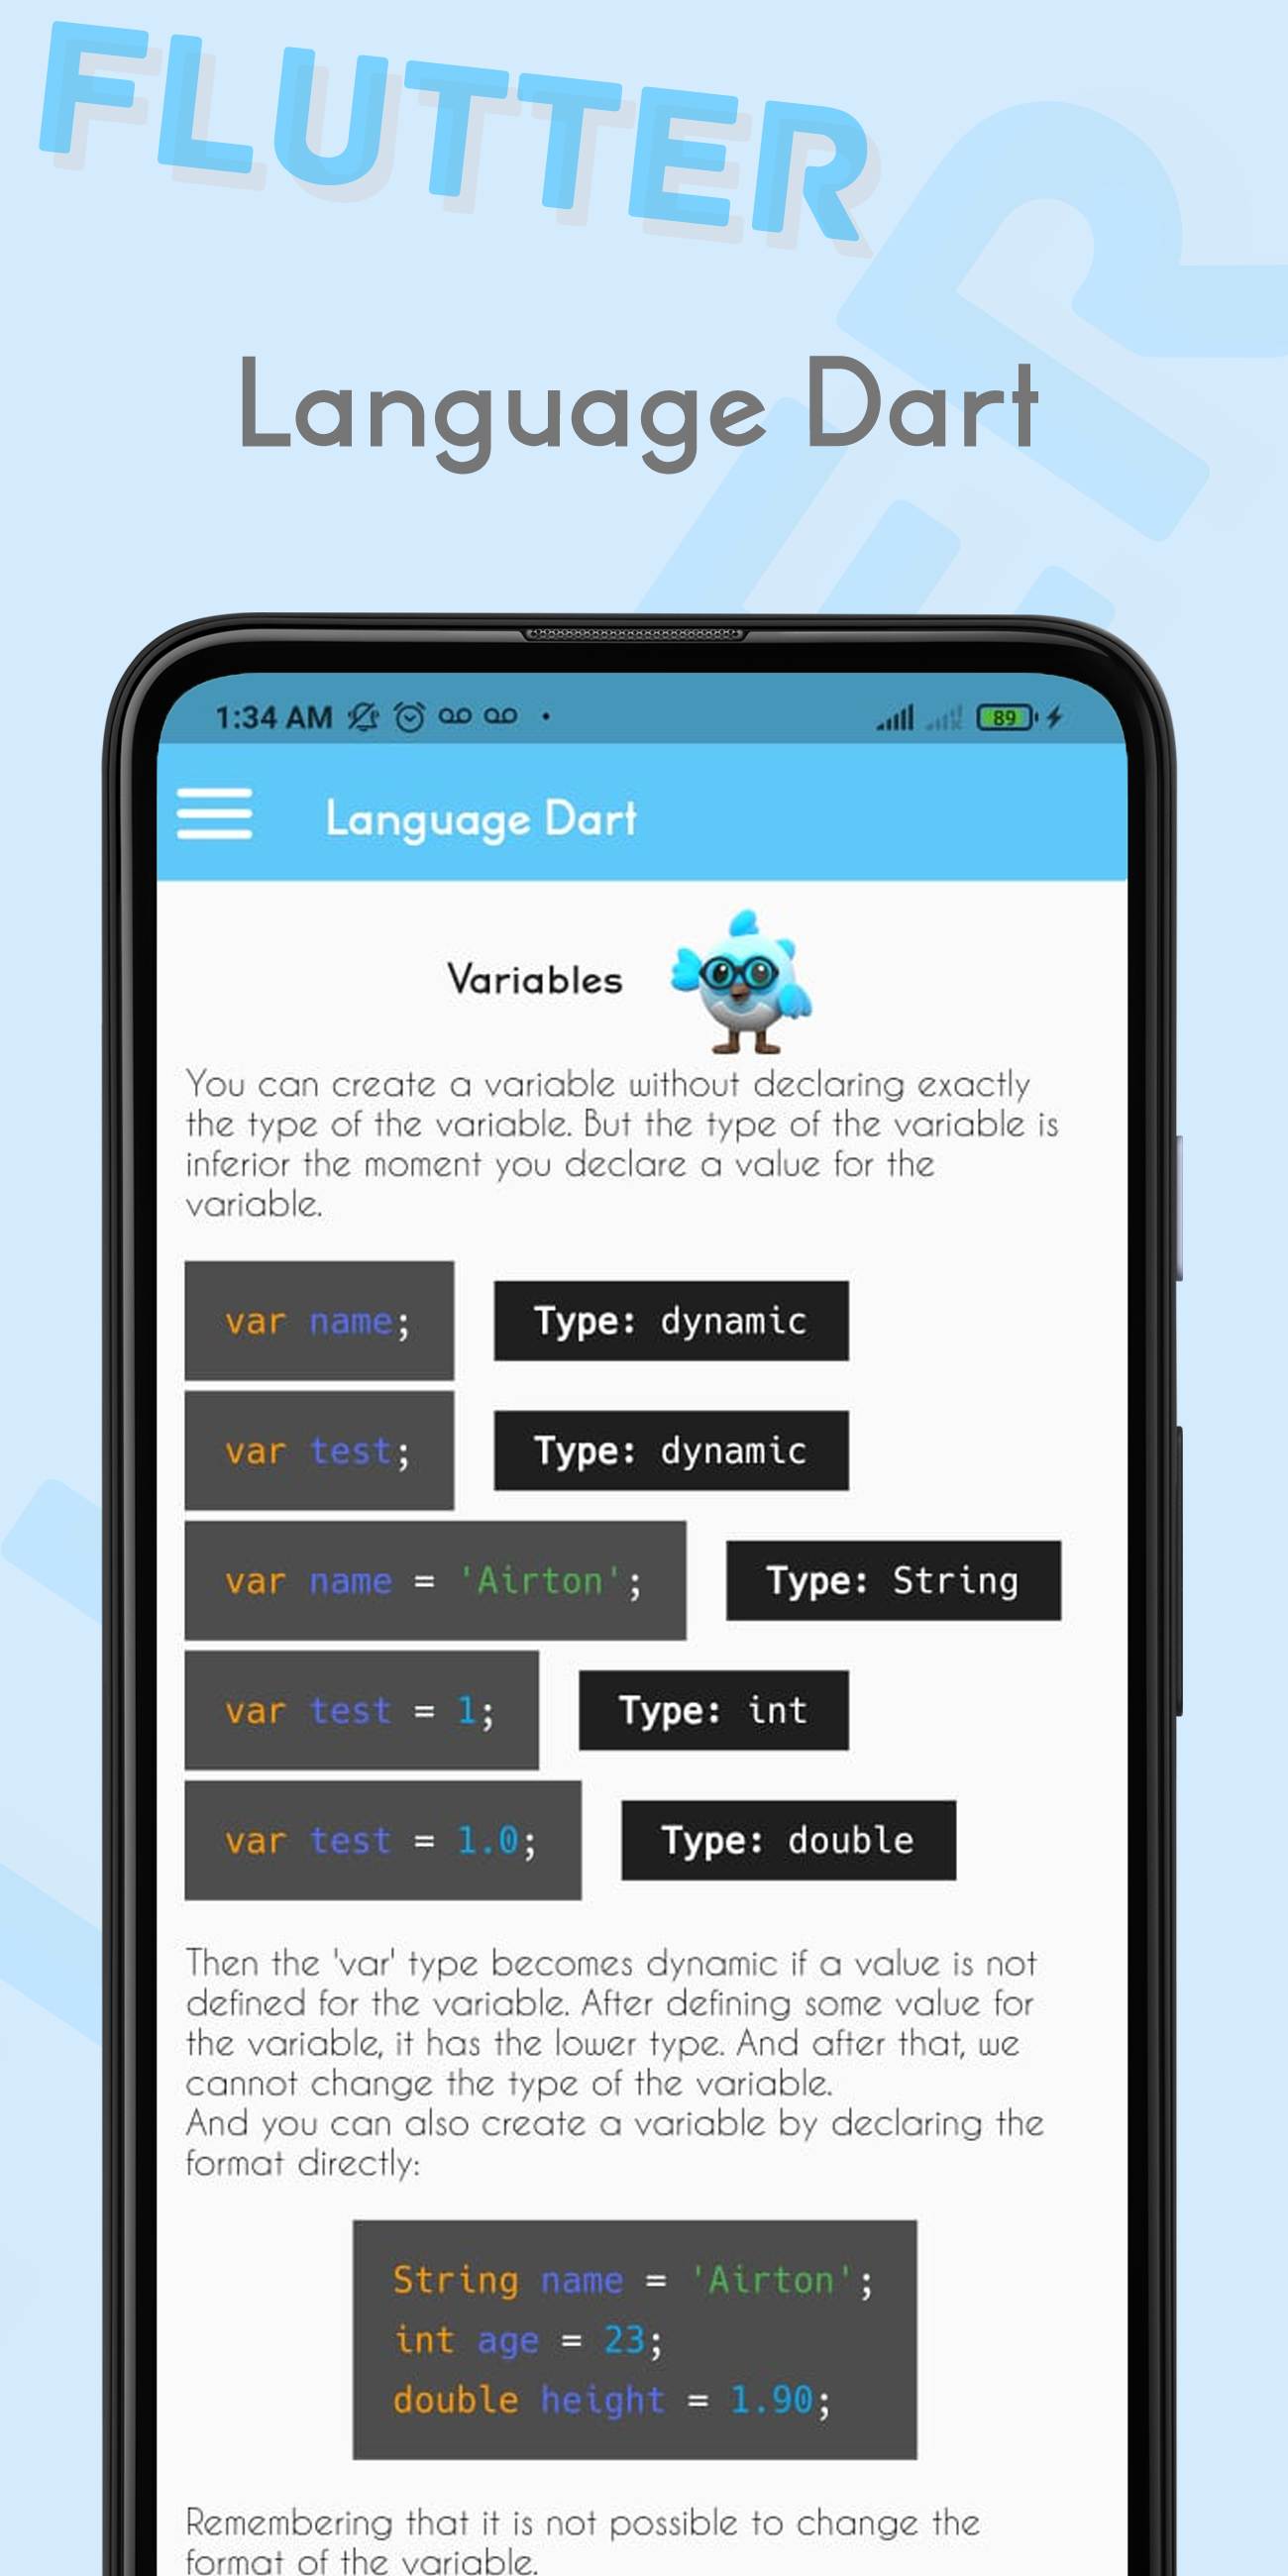 FLUTTER
Language Dart
1:34 AM
89
Language Dart
Variables
You can create a variable without declaring exactly
the type of the variable. But the type of the variable is
inferior the moment you declare a value for the
variable.
var name; Type: dynamic
var test; Type: dynamic
var name = 'Airton'; Type: String
var test = 1; Type: int
var test = 1.0; Type: double
Then the 'var' type becomes dynamic if a value is not
defined for the variable. After defining some value for
the variable, it has the lower type. And after that, we
cannot change the type of the variable.
And you can also create a variable by declaring the
format directly:
String name = 'Airton';
int age = 23;
double height = 1.90;
Remembering that it is not possible to change the
format of the variable.